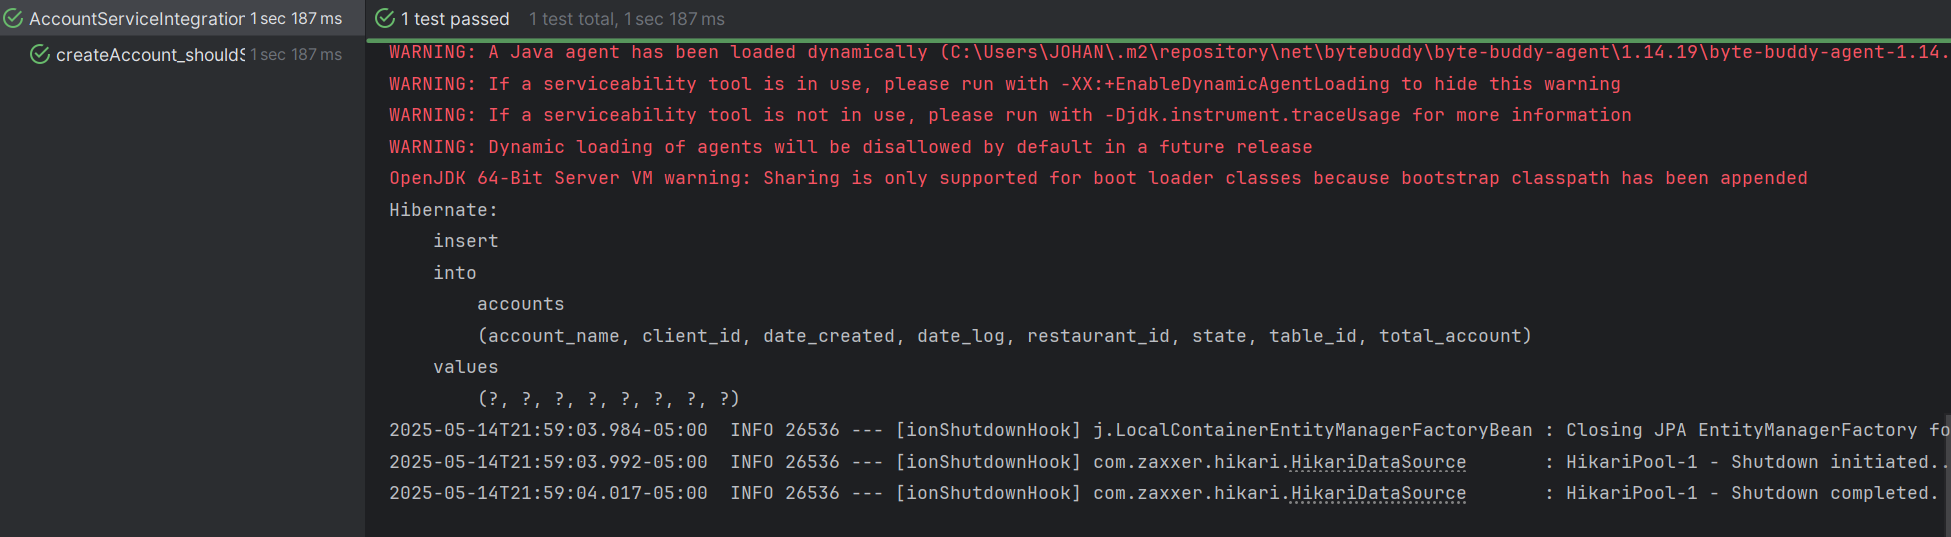 AccountServiceIntegration 1 sec 187 ms
createAccount_should 1 sec 187 ms
1 test passed 1 test total, 1 sec 187 ms
WARNING: A Java agent has been loaded dynamically (C:\Users\JOHAN\.m2\repository\net\bytebuddy\byte-buddy-agent\1.14.19\byte-buddy-agent-1.14.
WARNING: If a serviceability tool is in use, please run with -XX:+EnableDynamicAgentLoading to hide this warning
WARNING: If a serviceability tool is not in use, please run with -Djdk.instrument.traceUsage for more information
WARNING: Dynamic loading of agents will be disallowed by default in a future release
OpenJDK 64-Bit Server VM warning: Sharing is only supported for boot loader classes because bootstrap classpath has been appended
Hibernate:
insert
into
accounts
(account_name, client_id, date_created, date_log, restaurant_id, state, table_id, total_account)
values
(?, ?, ?, ?, ?, ?, ?, ?)
2025-05-14T21:59:03.984-05:00 INFO 26536 --- [ionShutdownHook] j.LocalContainerEntityManagerFactoryBean : Closing JPA EntityManagerFactory fo
2025-05-14T21:59:03.992-05:00 INFO 26536 --- [ionShutdownHook] com.zaxxer.hikari.HikariDataSource : HikariPool-1 - Shutdown initiated..
2025-05-14T21:59:04.017-05:00 INFO 26536 --- [ionShutdownHook] com.zaxxer.hikari.HikariDataSource : HikariPool-1 - Shutdown completed.